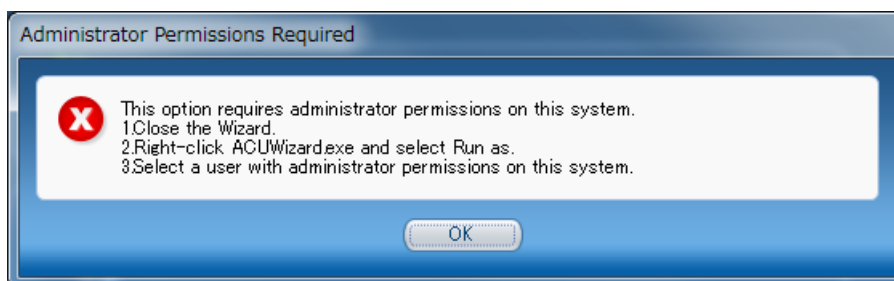 Administrator Permissions Required
This option requires administrator permissions on this system.
1.Close the Wizard.
2.Right-click ACUWizard.exe and select Run as.
3.Select a user with administrator permissions on this system.
OK